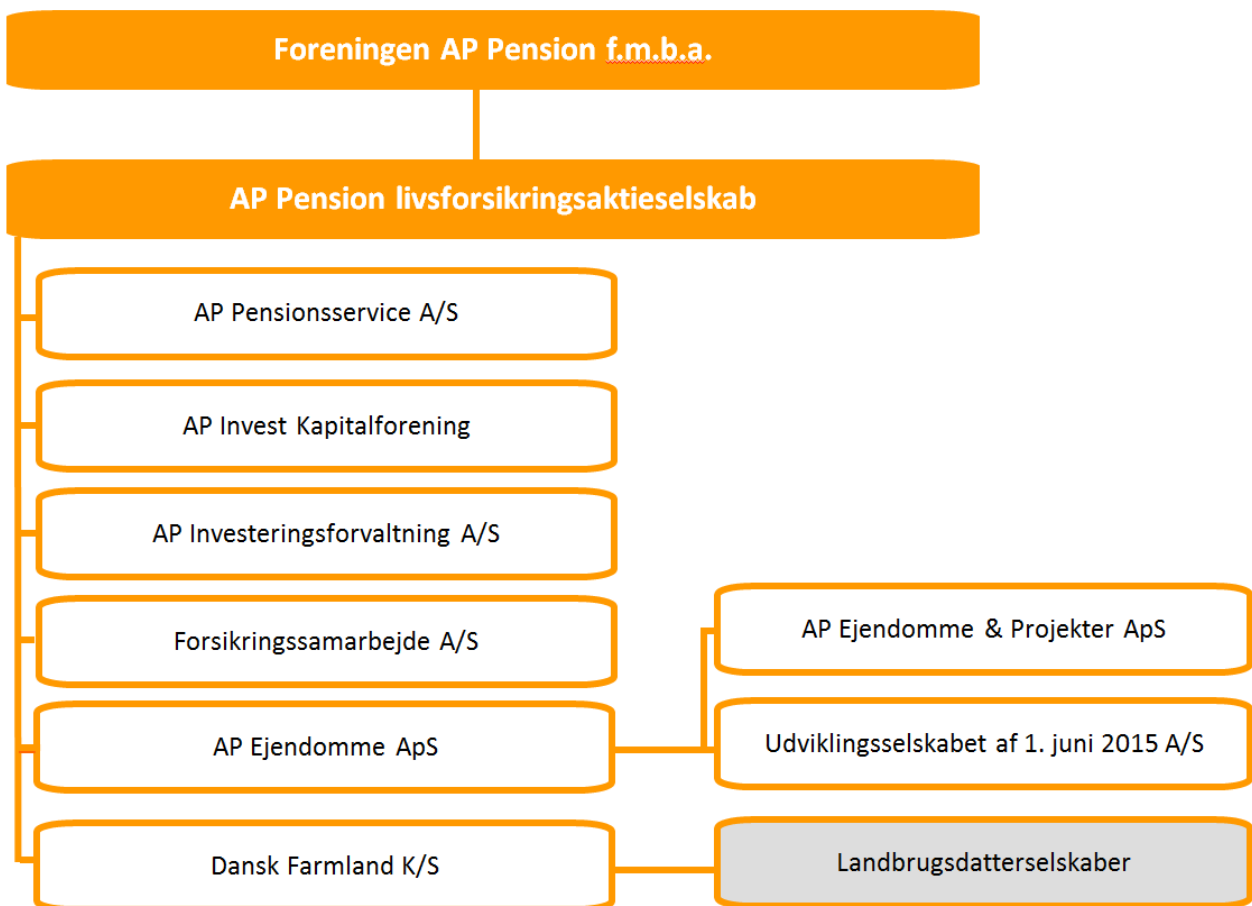 Foreningen AP Pension f.m.b.a.
AP Pension livsforsikringsaktieselskab
AP Pensionsservice A/S
AP Invest Kapitalforening
AP Investeringsforvaltning A/S
Forsikringssamarbejde A/S
AP Ejendomme & Projekter ApS
AP Ejendomme ApS
Udviklingsselskabet af 1. juni 2015 A/S
Dansk Farmland K/S
Landbrugsdatterselskaber